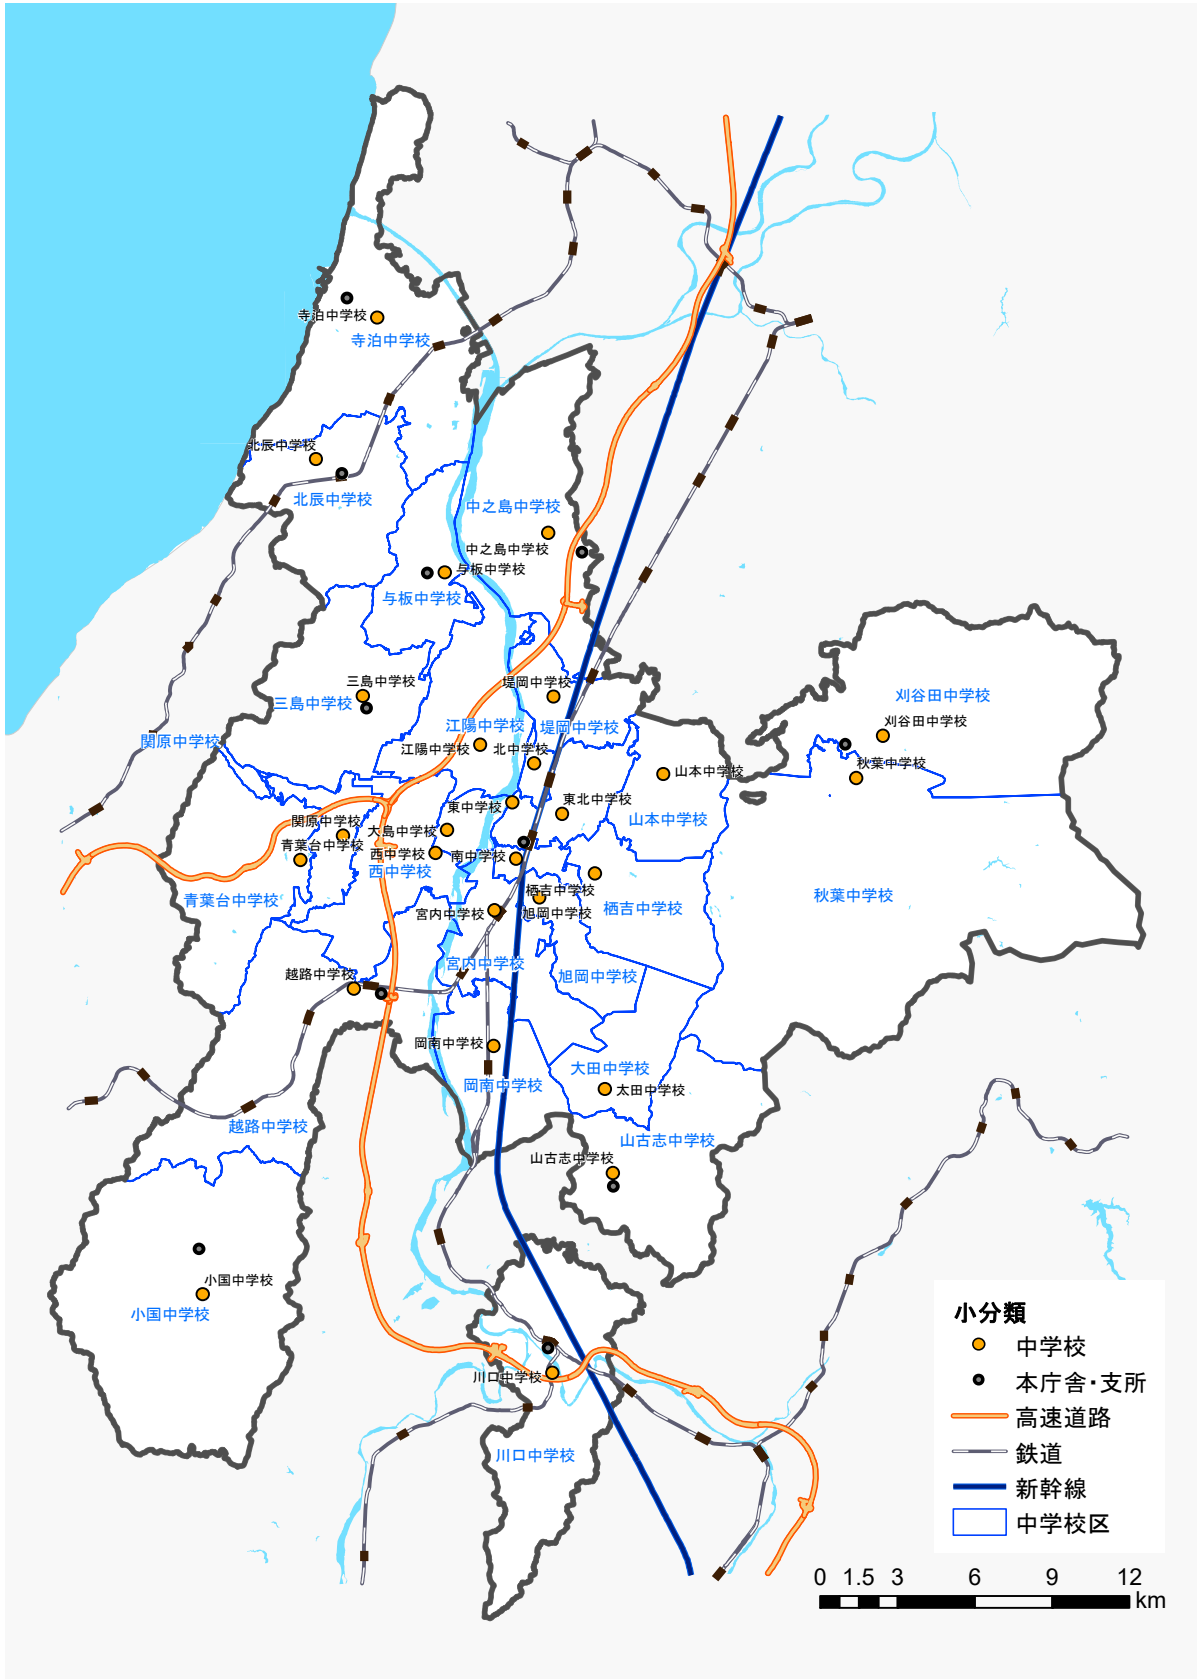 寺泊中学校
寺泊中学校
北辰中学校
北辰中学校
中之島中学校
中之島中学校
与板中学校
与板中学校
三島中学校
三島中学校
堤岡中学校
刈谷田中学校
刈谷田中学校
関原中学校
江陽中学校
堤岡中学校
江陽中学校
北中学校
秋葉中学校
山本中学校
東中学校
東北中学校
山本中学校
関原中学校
大島中学校
青葉台中学校
西中学校
南中学校
西中学校
栖吉中学校
秋葉中学校
青葉台中学校
宮内中学校
旭岡中学校
栖吉中学校
宮内中学校
越路中学校
旭岡中学校
岡南中学校
大田中学校
岡南中学校
太田中学校
越路中学校
山古志中学校
山古志中学校
小国中学校
小国中学校
川口中学校
川口中学校
小分類
中学校
本庁舎・支所
高速道路
鉄道
新幹線
中学校区
0 1.5 3 6 9 12
km